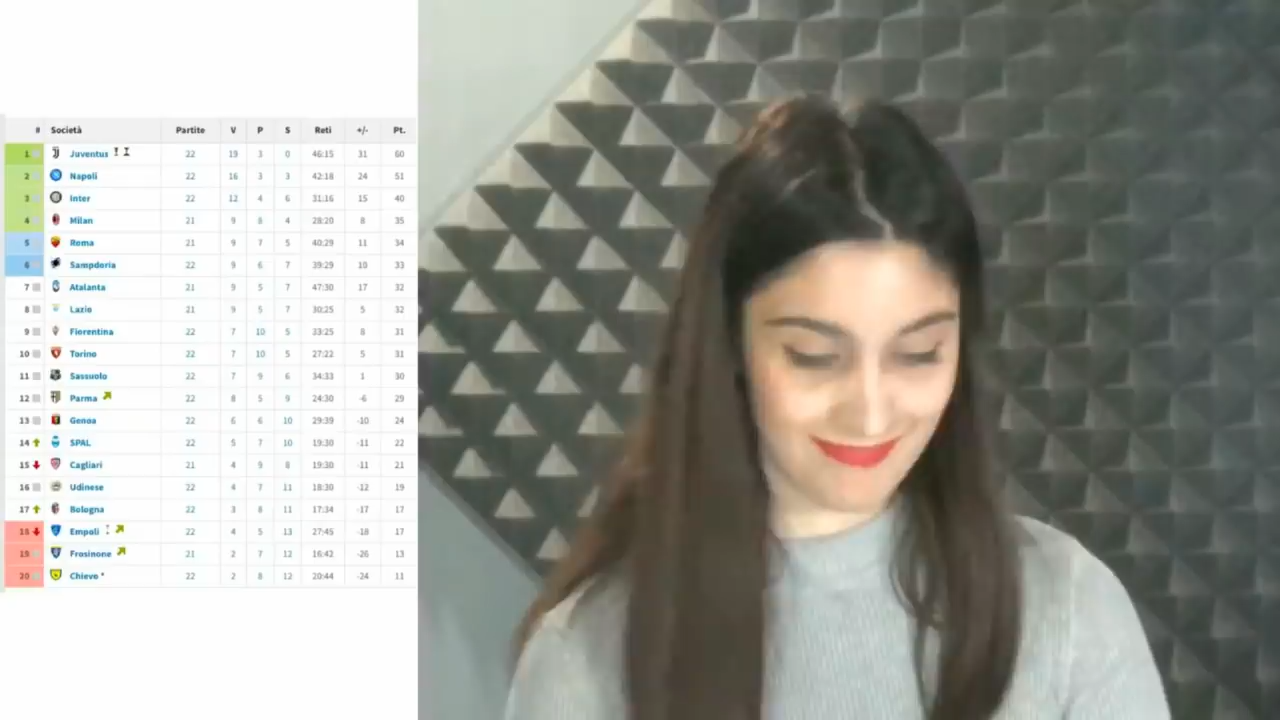 # Società Partite V P S Reti +/- Pt.
1 Juventus 22 19 3 0 46:15 31 60
2 Napoli 22 16 3 3 42:18 24 51
3 Inter 22 12 4 6 31:16 15 40
4 Milan 21 9 8 4 28:20 8 35
5 Roma 21 9 7 5 40:29 11 34
6 Sampdoria 22 9 6 7 39:29 10 33
7 Atalanta 21 9 5 7 47:30 17 32
8 Lazio 21 9 5 7 30:25 5 32
9 Fiorentina 22 7 10 5 33:25 8 31
10 Torino 22 7 10 5 27:22 5 31
11 Sassuolo 22 7 9 6 34:33 1 30
12 Parma 22 8 5 9 24:30 -6 29
13 Genoa 22 6 6 10 29:39 -10 24
14 SPAL 22 5 7 10 19:30 -11 22
15 Cagliari 21 4 9 8 19:30 -11 21
16 Udinese 22 4 7 11 18:30 -12 19
17 Bologna 22 3 8 11 17:34 -17 17
18 Empoli 22 4 5 13 27:45 -18 17
19 Frosinone 21 2 7 12 16:42 -26 13
20 Chievo * 22 2 8 12 20:44 -24 11